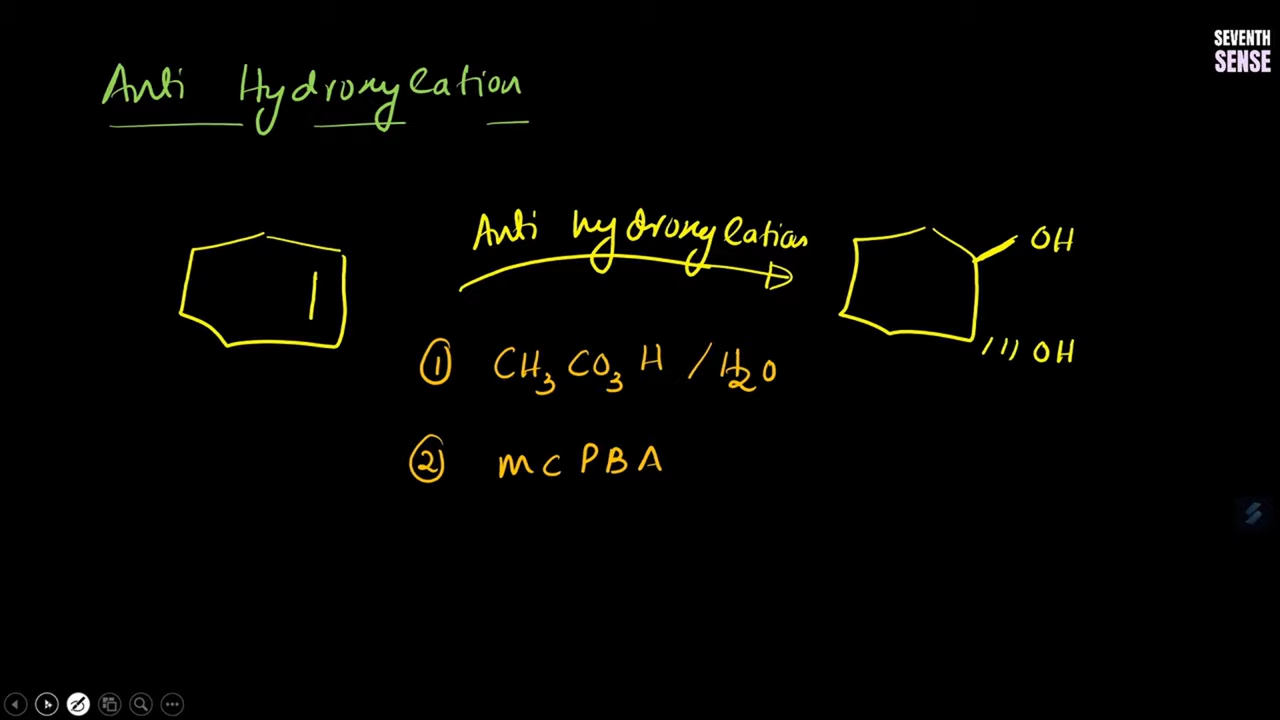 Anti Hydroxylation
SEVENTH
SENSE
Anti hydroxylation
OH
OH
① CH₃CO₃H / H₂O
② mCPBA